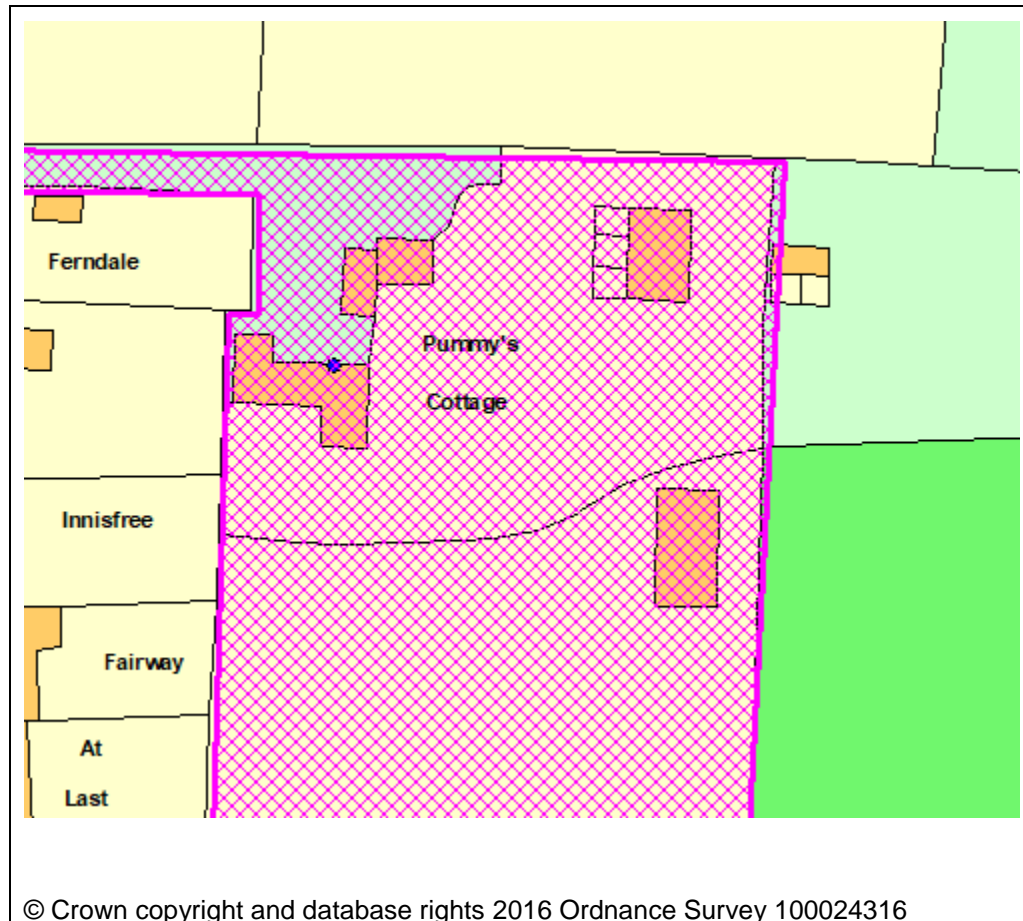 Ferndale
Pummy's
Cottage
Innisfree
Fairway
At
Last
© Crown copyright and database rights 2016 Ordnance Survey 100024316